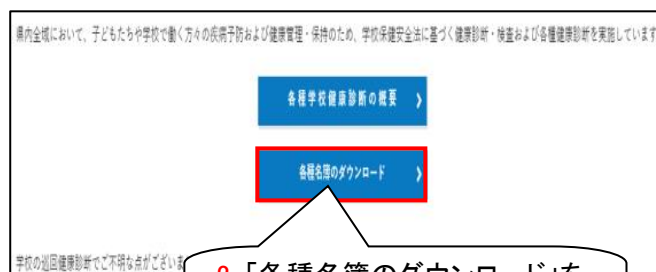 県内全域において、子どもたちや学校で働く方々の疾病予防および健康管理・保持のため、学校保健安全法に基づく健康診断・検査および各種健康診断を実施しています
各種学校健康診断の概要 ❯
各種名簿のダウンロード ❯
学校の巡回健康診断でご不明な点がございま
「各種名簿のダウンロード」を